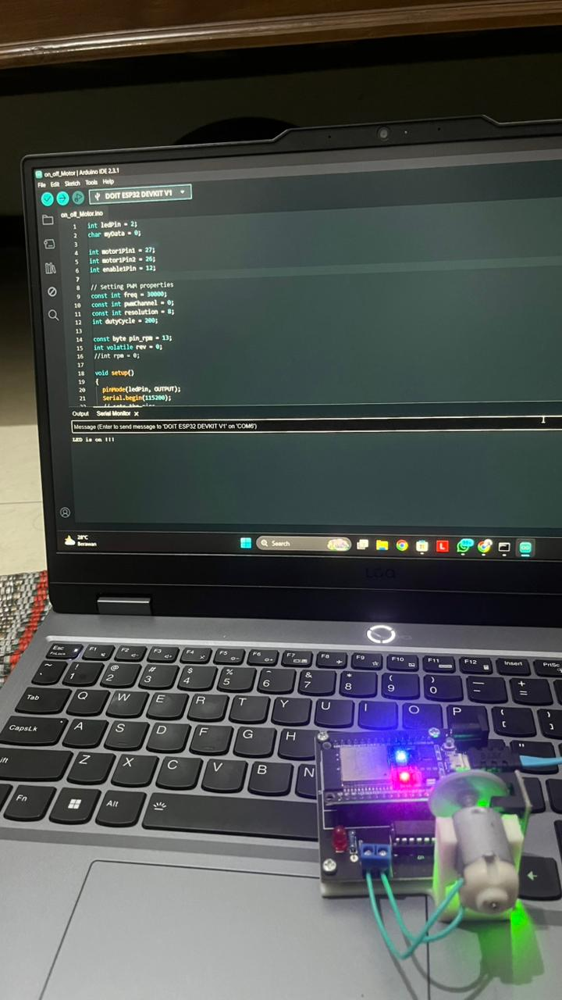 on_off_Motor | Arduino IDE 2.3.1
File Edit Sketch Tools Help
DOIT ESP32 DEVKIT V1
on_off_Motor.ino
1 int ledPin = 2;
2 char myData = 0;
3
4 int motor1Pin1 = 27;
5 int motor1Pin2 = 26;
6 int enable1Pin = 12;
7
8 // Setting PWM properties
9 const int freq = 30000;
10 const int pwmChannel = 0;
11 const int resolution = 8;
12 int dutyCycle = 200;
13
14 const byte pin_rpm = 13;
15 int volatile rev = 0;
16 //int rpm = 0;
17
18 void setup()
19 {
20 pinMode(ledPin, OUTPUT);
21 Serial.begin(115200);
Output Serial Monitor x
Message (Enter to send message to 'DOIT ESP32 DEVKIT V1' on 'COM6')
LED is on !!!
28°C
Berawan
Search
L
99+
LOQ
Esc F1 F2 F3 F4 F5 F6 F7 F8 F9 F10 F11 F12 Insert PrtSc
FnLock
~ ! @ # $ % ^ & * ( ) _ +
1 2 3 4 5 6 7 8 9 0 - =
Tab Q W E R T Y U I O P { }
[ ]
CapsLk A S D F G H "
ift Z X C V B N
Fn Alt